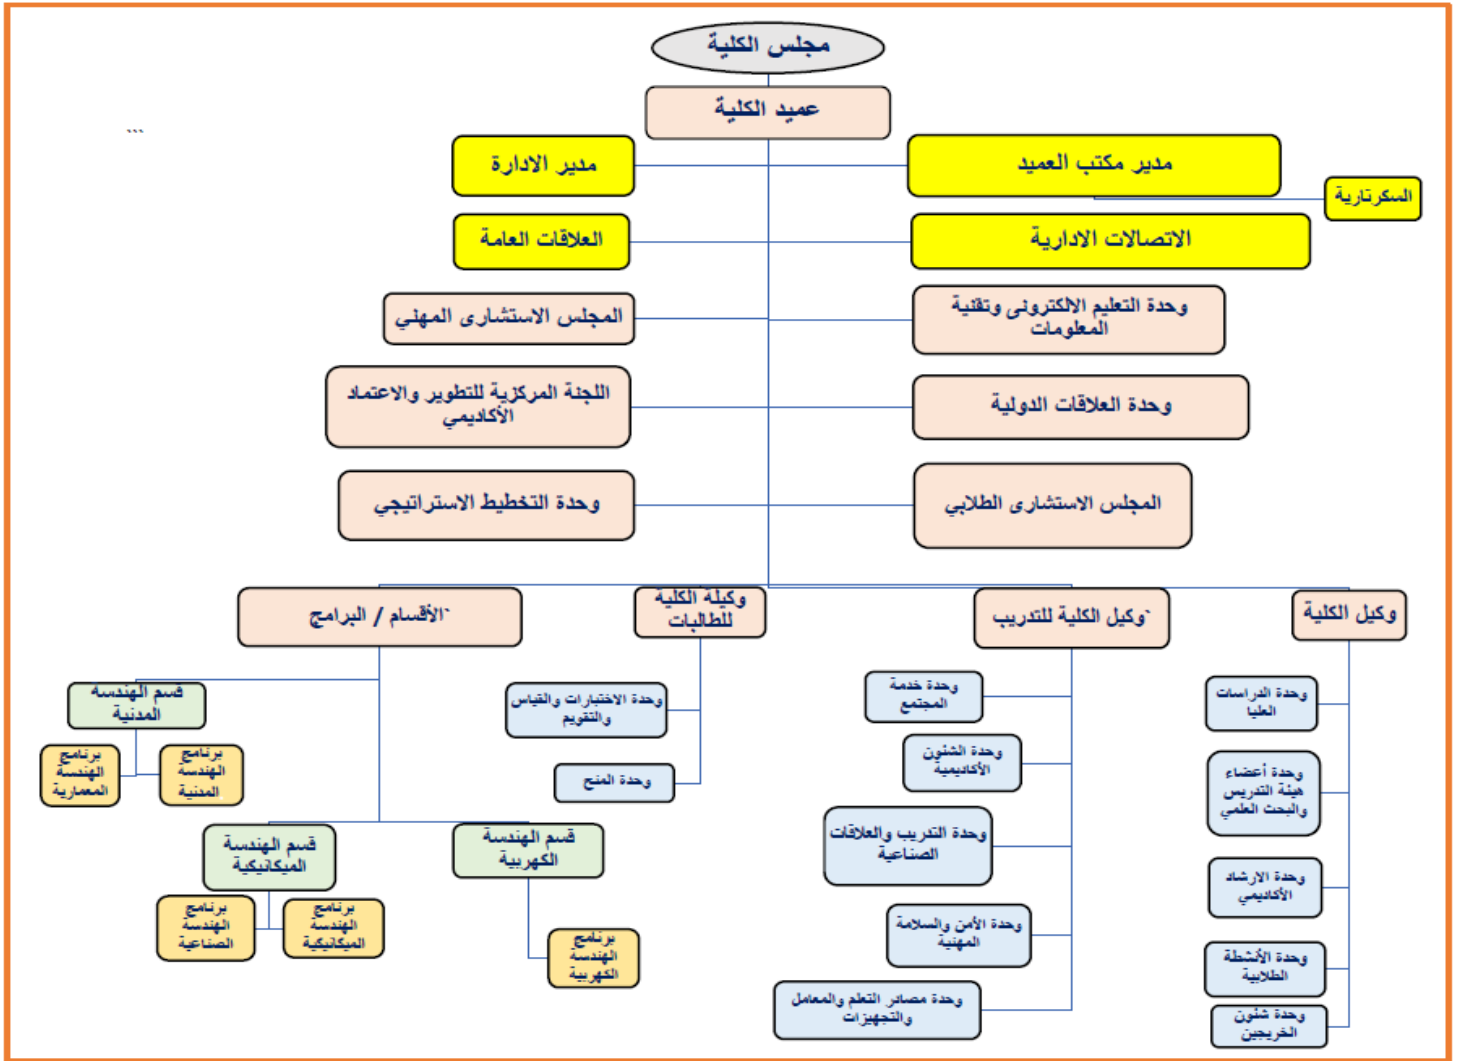 مجلس الكلية
عميد الكلية
```
مدير مكتب العميد
مدير الادارة
السكرتارية
الاتصالات الادارية
العلاقات العامة
وحدة التعليم الالكترونى وتقنية
المعلومات
المجلس الاستشارى المهني
وحدة العلاقات الدولية
اللجنة المركزية للتطوير والاعتماد
الأكاديمي
المجلس الاستشارى الطلابي
وحدة التخطيط الاستراتيجي
وكيل الكلية
`وكيل الكلية للتدريب
وكيلة الكلية
للطالبات
`الأقسام / البرامج
وحدة الدراسات
العليا
وحدة أعضاء
هيئة التدريس
والبحث العلمي
وحدة الارشاد
الأكاديمي
وحدة الأنشطة
الطلابية
وحدة شئون
الخريجين
وحدة خدمة
المجتمع
وحدة الشئون
الأكاديمية
وحدة التدريب والعلاقات
الصناعية
وحدة الأمن والسلامة
المهنية
وحدة مصادر التعلم والمعامل
والتجهيزات
وحدة الاختبارات والقياس
والتقويم
وحدة المنح
قسم الهندسة
المدنية
برنامج
الهندسة
المدنية
برنامج
الهندسة
المعمارية
قسم الهندسة
الكهربية
برنامج
الهندسة
الكهربية
قسم الهندسة
الميكانيكية
برنامج
الهندسة
الميكانيكية
برنامج
الهندسة
الصناعية